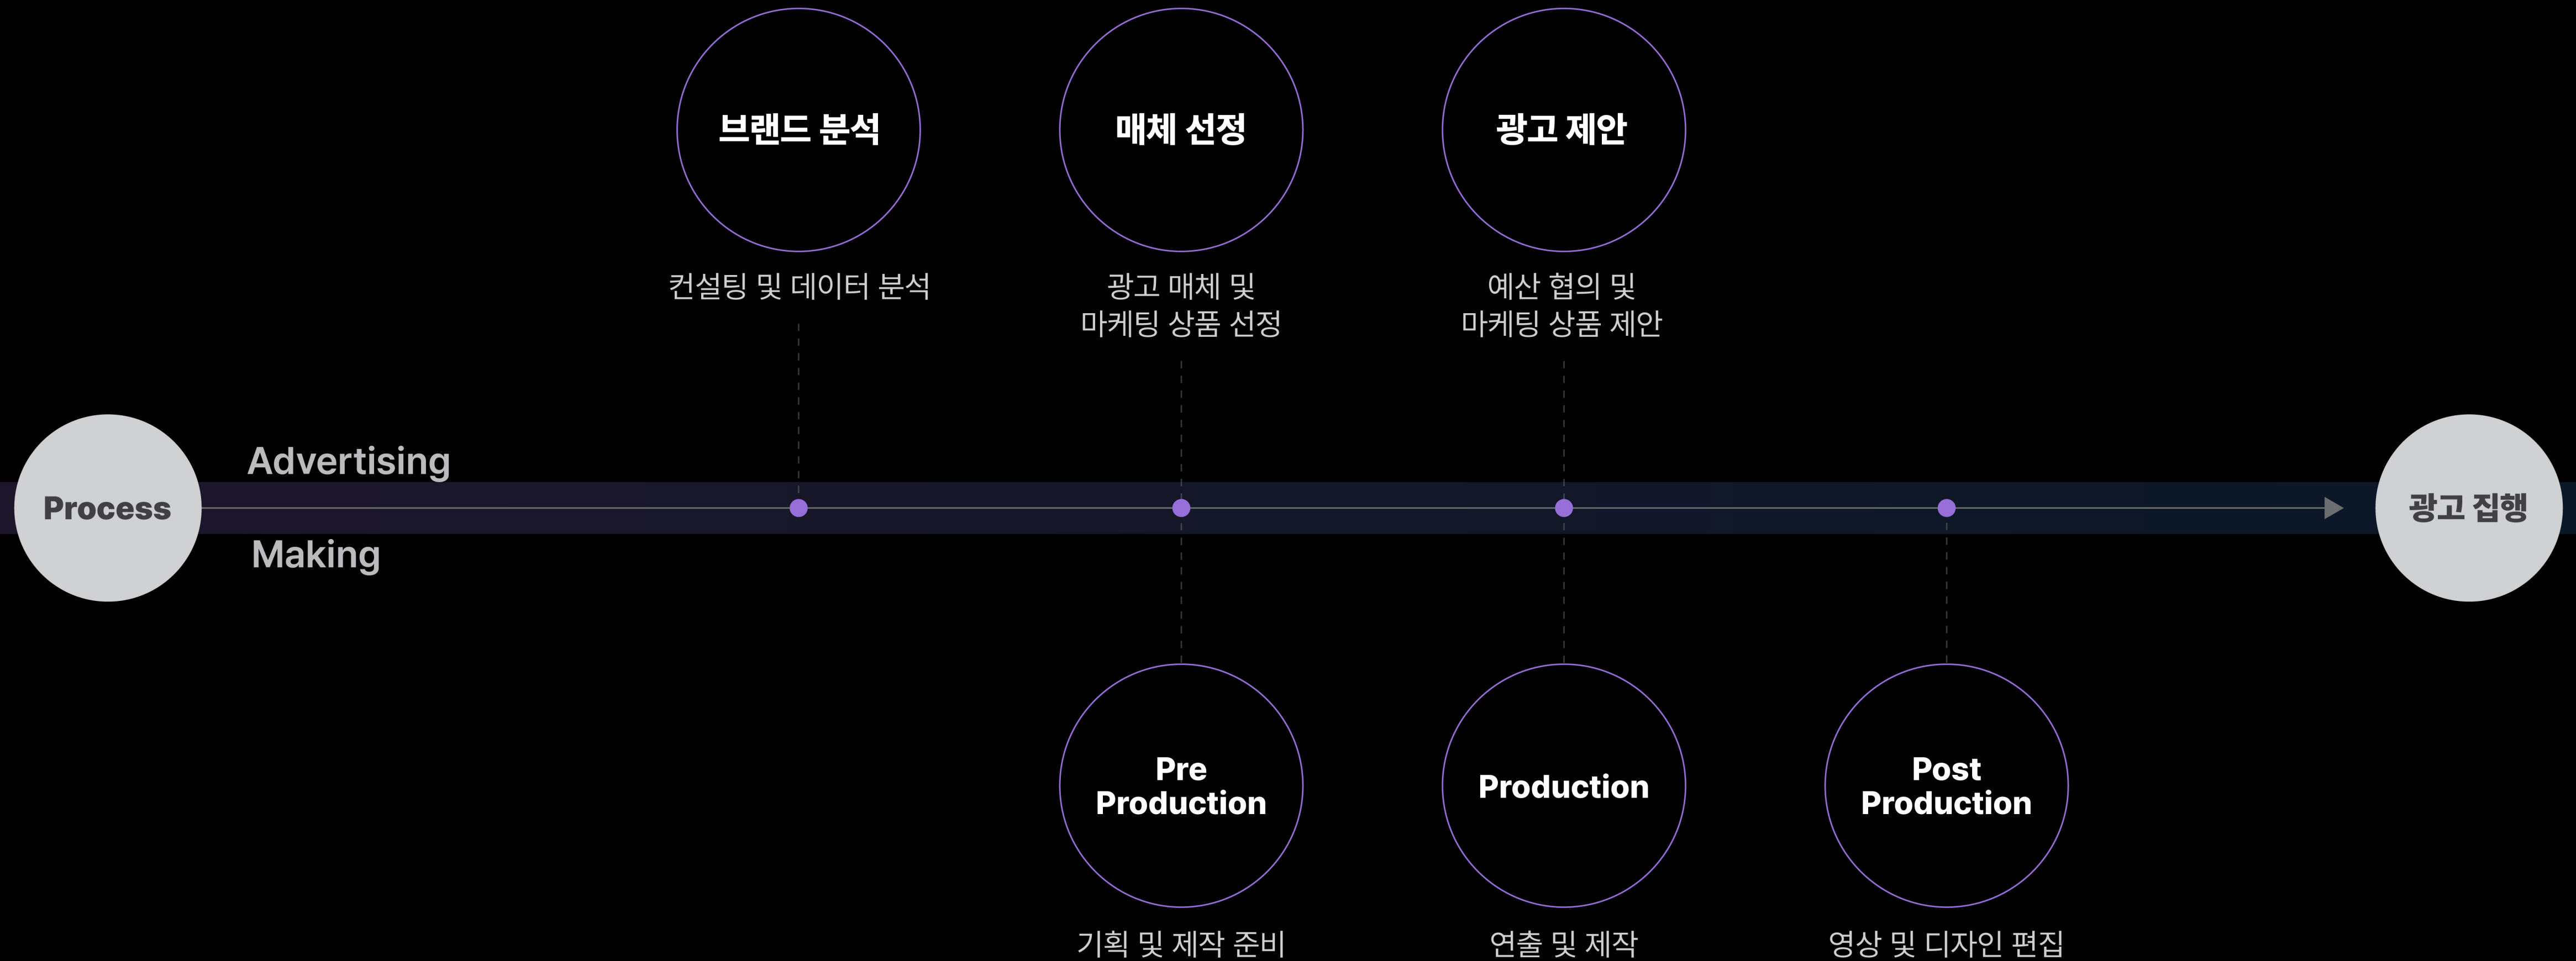 브랜드 분석
컨설팅 및 데이터 분석
매체 선정
광고 매체 및
마케팅 상품 선정
광고 제안
예산 협의 및
마케팅 상품 제안
Process
Advertising
Making
광고 집행
Pre
Production
기획 및 제작 준비
Production
연출 및 제작
Post
Production
영상 및 디자인 편집